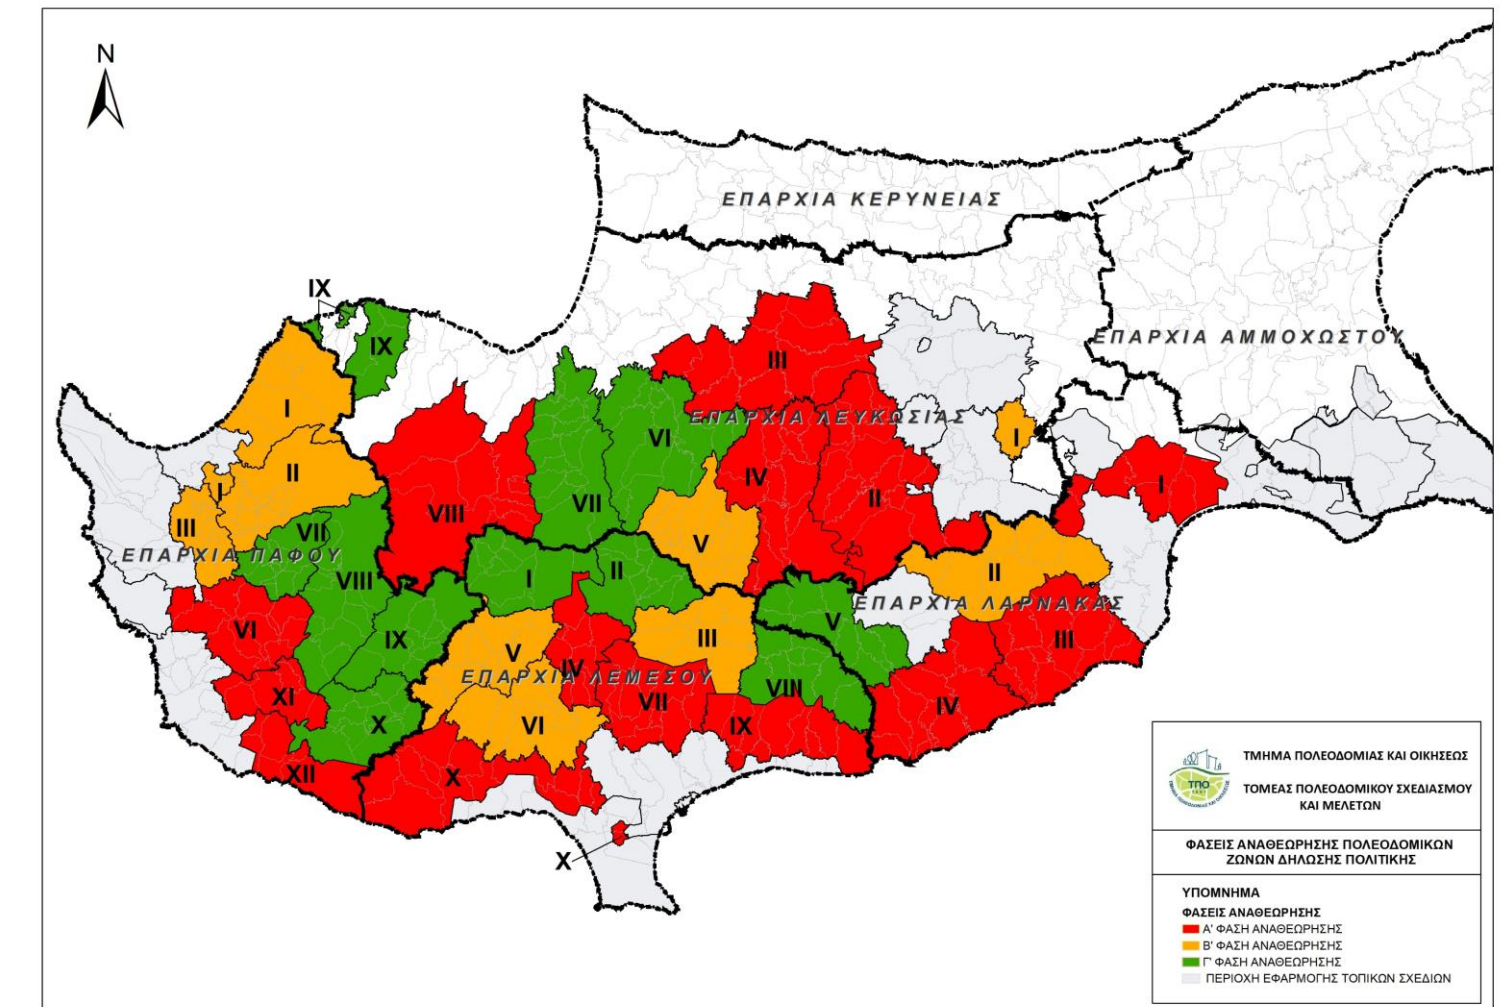 N
ΕΠΑΡΧΙΑ ΚΕΡΥΝΕΙΑΣ
IX
IX
ΕΠΑΡΧΙΑ ΑΜΜΟΧΩΣΤΟΥ
III
I
ΕΠΑΡΧΙΑ ΛΕΥΚΩΣΙΑΣ
VI
I
II
I
IV
I
II
VIII
VII
III
VII
V
ΕΠΑΡΧΙΑ ΠΑΦΟΥ
VIII
I
II
II
ΕΠΑΡΧΙΑ ΛΑΡΝΑΚΑΣ
VI
IX
V
III
V
III
ΕΠΑΡΧΙΑ ΛΕΜΕΣΟΥ
IV
XI
VII
VIII
IV
X
VI
IX
XII
X
X
ΤΜΗΜΑ ΠΟΛΕΟΔΟΜΙΑΣ ΚΑΙ ΟΙΚΗΣΕΩΣ
ΤΠΟ
ΤΟΜΕΑΣ ΠΟΛΕΟΔΟΜΙΚΟΥ ΣΧΕΔΙΑΣΜΟΥ
ΚΑΙ ΜΕΛΕΤΩΝ
ΦΑΣΕΙΣ ΑΝΑΘΕΩΡΗΣΗΣ ΠΟΛΕΟΔΟΜΙΚΩΝ
ΖΩΝΩΝ ΔΗΛΩΣΗΣ ΠΟΛΙΤΙΚΗΣ
ΥΠΟΜΝΗΜΑ
ΦΑΣΕΙΣ ΑΝΑΘΕΩΡΗΣΗΣ
Α' ΦΑΣΗ ΑΝΑΘΕΩΡΗΣΗΣ
Β' ΦΑΣΗ ΑΝΑΘΕΩΡΗΣΗΣ
Γ' ΦΑΣΗ ΑΝΑΘΕΩΡΗΣΗΣ
ΠΕΡΙΟΧΗ ΕΦΑΡΜΟΓΗΣ ΤΟΠΙΚΩΝ ΣΧΕΔΙΩΝ